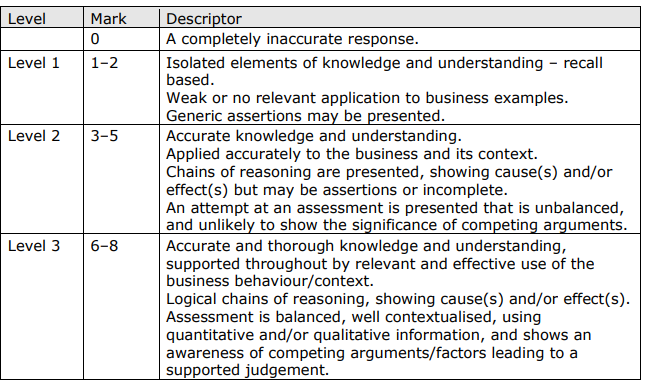 Level Mark Descriptor
0 A completely inaccurate response.
Level 1 1–2 Isolated elements of knowledge and understanding – recall
based.
Weak or no relevant application to business examples.
Generic assertions may be presented.
Level 2 3–5 Accurate knowledge and understanding.
Applied accurately to the business and its context.
Chains of reasoning are presented, showing cause(s) and/or
effect(s) but may be assertions or incomplete.
An attempt at an assessment is presented that is unbalanced,
and unlikely to show the significance of competing arguments.
Level 3 6–8 Accurate and thorough knowledge and understanding,
supported throughout by relevant and effective use of the
business behaviour/context.
Logical chains of reasoning, showing cause(s) and/or effect(s).
Assessment is balanced, well contextualised, using
quantitative and/or qualitative information, and shows an
awareness of competing arguments/factors leading to a
supported judgement.